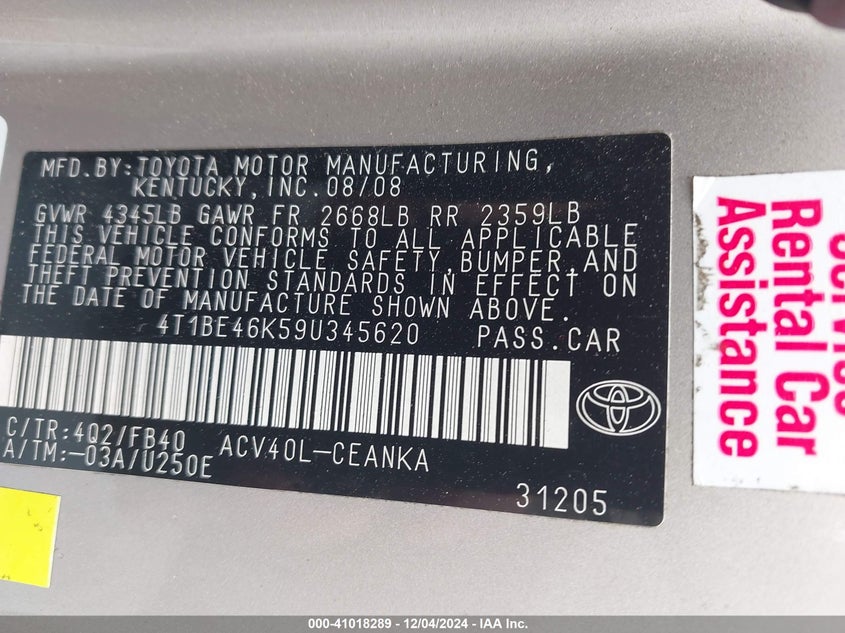 MFD.BY:TOYOTA MOTOR MANUFACTURING,
KENTUCKY,INC.08/08
GVWR 4345LB GAWR FR 2668LB RR 2359LB
THIS VEHICLE CONFORMS TO ALL APPLICABLE
FEDERAL MOTOR VEHICLE SAFETY,BUMPER,AND
THEFT PREVENTION STANDARDS IN EFFECT ON
THE DATE OF MANUFACTURE SHOWN ABOVE.
4T1BE46K59U345620 PASS.CAR
C/TR:4Q2/FB40 ACV40L-CEANKA
A/TM:-03A/U250E
31205
Rental Car
Assistance
000-41018289 - 12/04/2024 - IAA Inc.